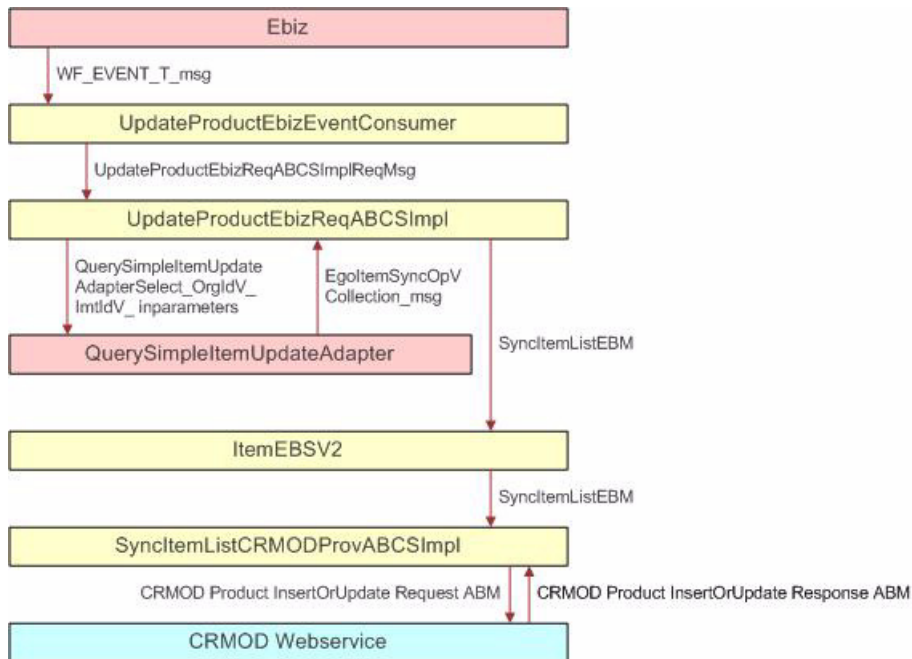 Ebiz
WF_EVENT_T_msg
UpdateProductEbizEventConsumer
UpdateProductEbizReqABCSImplReqMsg
UpdateProductEbizReqABCSImpl
QuerySimpleItemUpdate
AdapterSelect_OrgIdV_
ImtIdV_ inparameters
EgoItemSyncOpV
Collection_msg
QuerySimpleItemUpdateAdapter
SyncItemListEBM
ItemEBSV2
SyncItemListEBM
SyncItemListCRMODProvABCSImpl
CRMOD Product InsertOrUpdate Request ABM
CRMOD Product InsertOrUpdate Response ABM
CRMOD Webservice